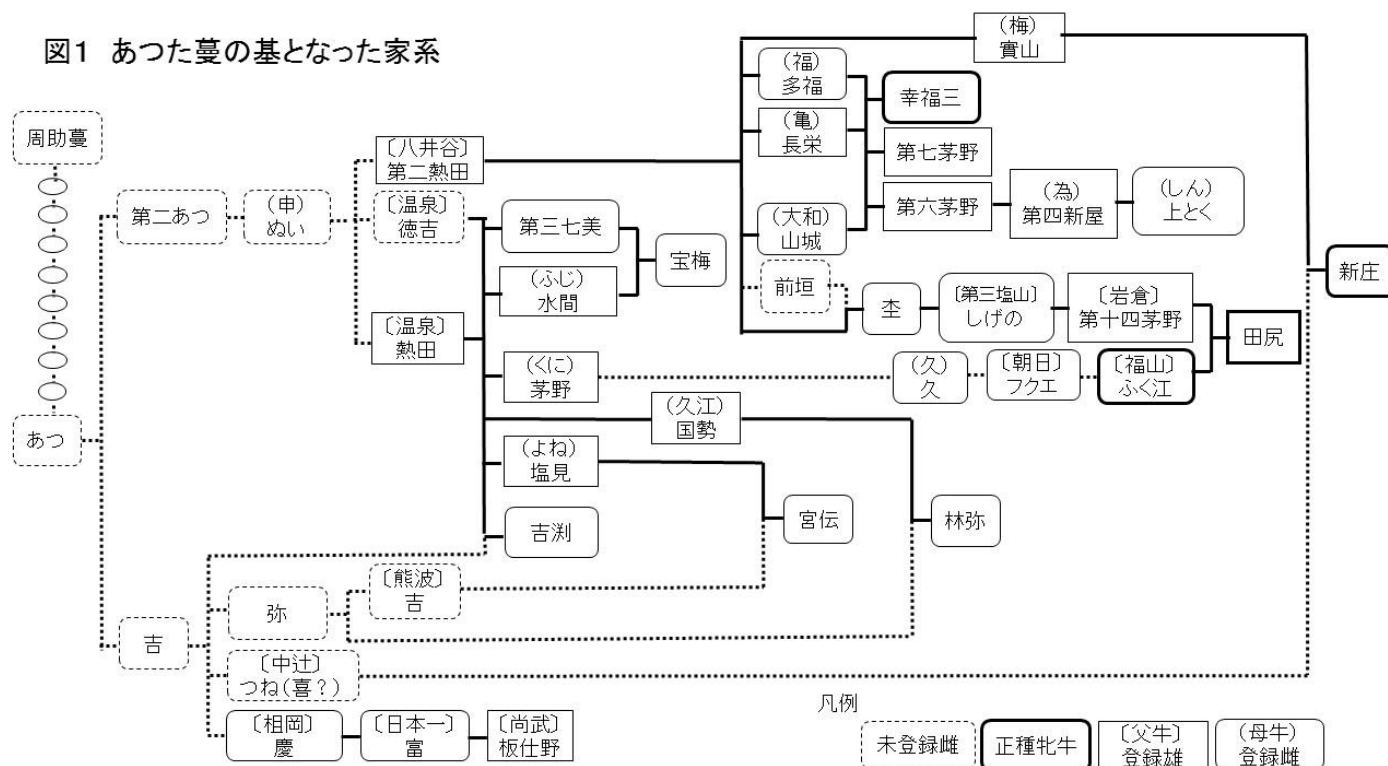 図1 あつた蔓の基となった家系
周助蔓
あつ
第二あつ
(申)
ぬい
〔八井谷〕
第二熱田
〔温泉〕
徳吉
〔温泉〕
熱田
第三七美
(ふじ)
水間
宝梅
(くに)
茅野
(久江)
国勢
(よね)
塩見
吉渕
宮伝
林弥
(梅)
實山
(福)
多福
(亀)
長栄
(大和)
山城
前垣
幸福三
第七茅野
第六茅野
(為)
第四新屋
(しん)
上とく
新庄
杢
〔第三塩山〕
しげの
〔岩倉〕
第十四茅野
田尻
(久)
久
〔朝日〕
フクエ
〔福山〕
ふく江
吉
弥
〔熊波〕
吉
〔中辻〕
つね(喜?)
〔相岡〕
慶
〔日本一〕
富
〔尚武〕
板仕野
凡例
未登録雌
正種牝牛
〔父牛〕
登録雄
(母牛)
登録雌